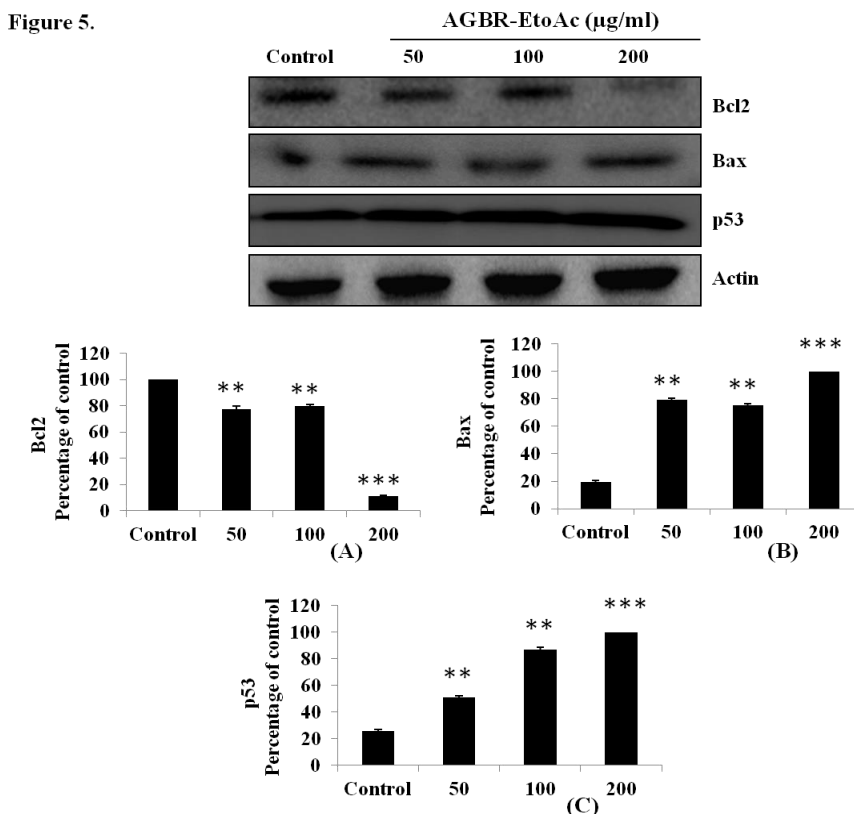 Figure 5.
AGBR-EtoAc (µg/ml)
Control 50 100 200
Bcl2
Bax
p53
Actin
Bcl2
Percentage of control
120
100
80
60
40
20
0
** ** ***
Control 50 100 200
(A)
Bax
Percentage of control
120
100
80
60
40
20
0
** ** ***
Control 50 100 200
(B)
p53
Percentage of control
120
100
80
60
40
20
0
** ** ***
Control 50 100 200
(C)